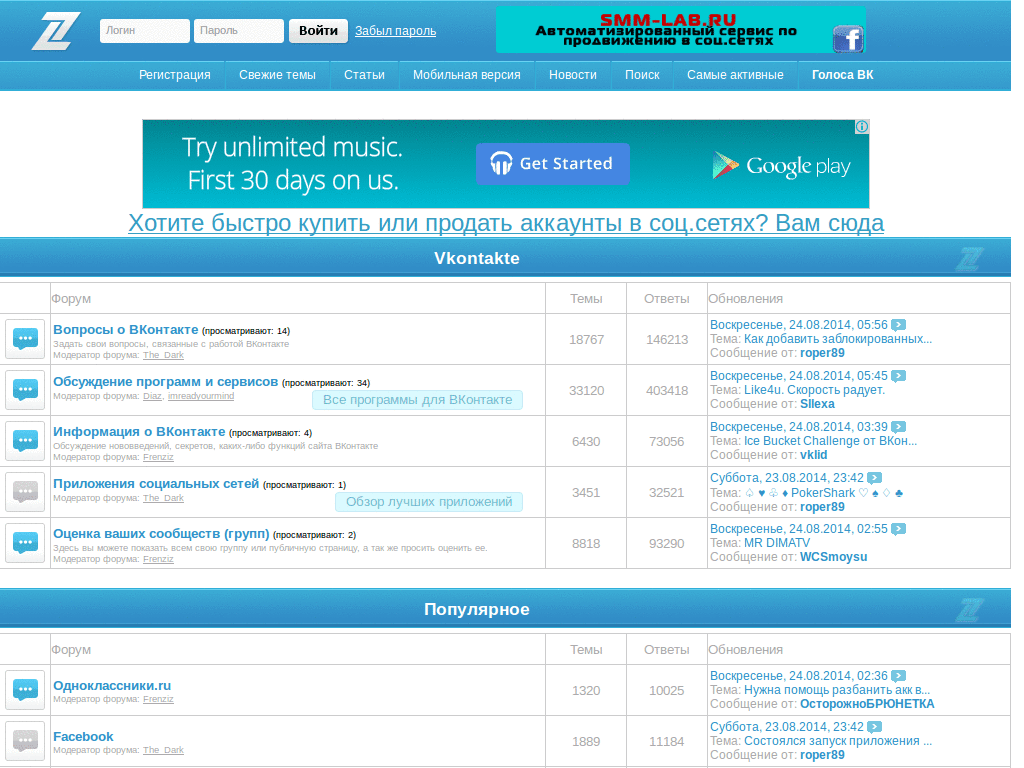 Логин Пароль Войти Забыл пароль
SMM-LAB.RU
Автоматизированный сервис по
продвижению в соц.сетях
Регистрация Свежие темы Статьи Мобильная версия Новости Поиск Самые активные Голоса ВК
Try unlimited music.
First 30 days on us.
Get Started
Google play
Хотите быстро купить или продать аккаунты в соц.сетях? Вам сюда
Vkontakte
Форум Темы Ответы Обновления
Вопросы о ВКонтакте (просматривают: 14)
Задать свои вопросы, связанные с работой ВКонтакте
Модератор форума: The_Dark
18767 146213
Воскресенье, 24.08.2014, 05:56
Тема: Как добавить заблокированных...
Сообщение от: roper89
Обсуждение программ и сервисов (просматривают: 34)
Модератор форума: Diaz, imreadyourmind
Все программы для ВКонтакте
33120 403418
Воскресенье, 24.08.2014, 05:45
Тема: Like4u. Скорость радует.
Сообщение от: Sllexa
Информация о ВКонтакте (просматривают: 4)
Обсуждение нововведений, секретов, каких-либо функций сайта ВКонтакте
Модератор форума: Frenziz
6430 73056
Воскресенье, 24.08.2014, 03:39
Тема: Ice Bucket Challenge от ВКон...
Сообщение от: vklid
Приложения социальных сетей (просматривают: 1)
Модератор форума: The_Dark
Обзор лучших приложений
3451 32521
Суббота, 23.08.2014, 23:42
Тема: ♤ ♥ ♧ ♦ PokerShark ♡ ♠ ♢ ♣
Сообщение от: roper89
Оценка ваших сообществ (групп) (просматривают: 2)
Здесь вы можете показать всем свою группу или публичную страницу, а так же просить оценить ее.
Модератор форума: Frenziz
8818 93290
Воскресенье, 24.08.2014, 02:55
Тема: MR DIMATV
Сообщение от: WCSmoysu
Популярное
Форум Темы Ответы Обновления
Одноклассники.ru
Модератор форума: Frenziz
1320 10025
Воскресенье, 24.08.2014, 02:36
Тема: Нужна помощь разбанить акк в...
Сообщение от: ОсторожноБРЮНЕТКА
Facebook
Модератор форума: The_Dark
1889 11184
Суббота, 23.08.2014, 23:42
Тема: Состоялся запуск приложения ...
Сообщение от: roper89